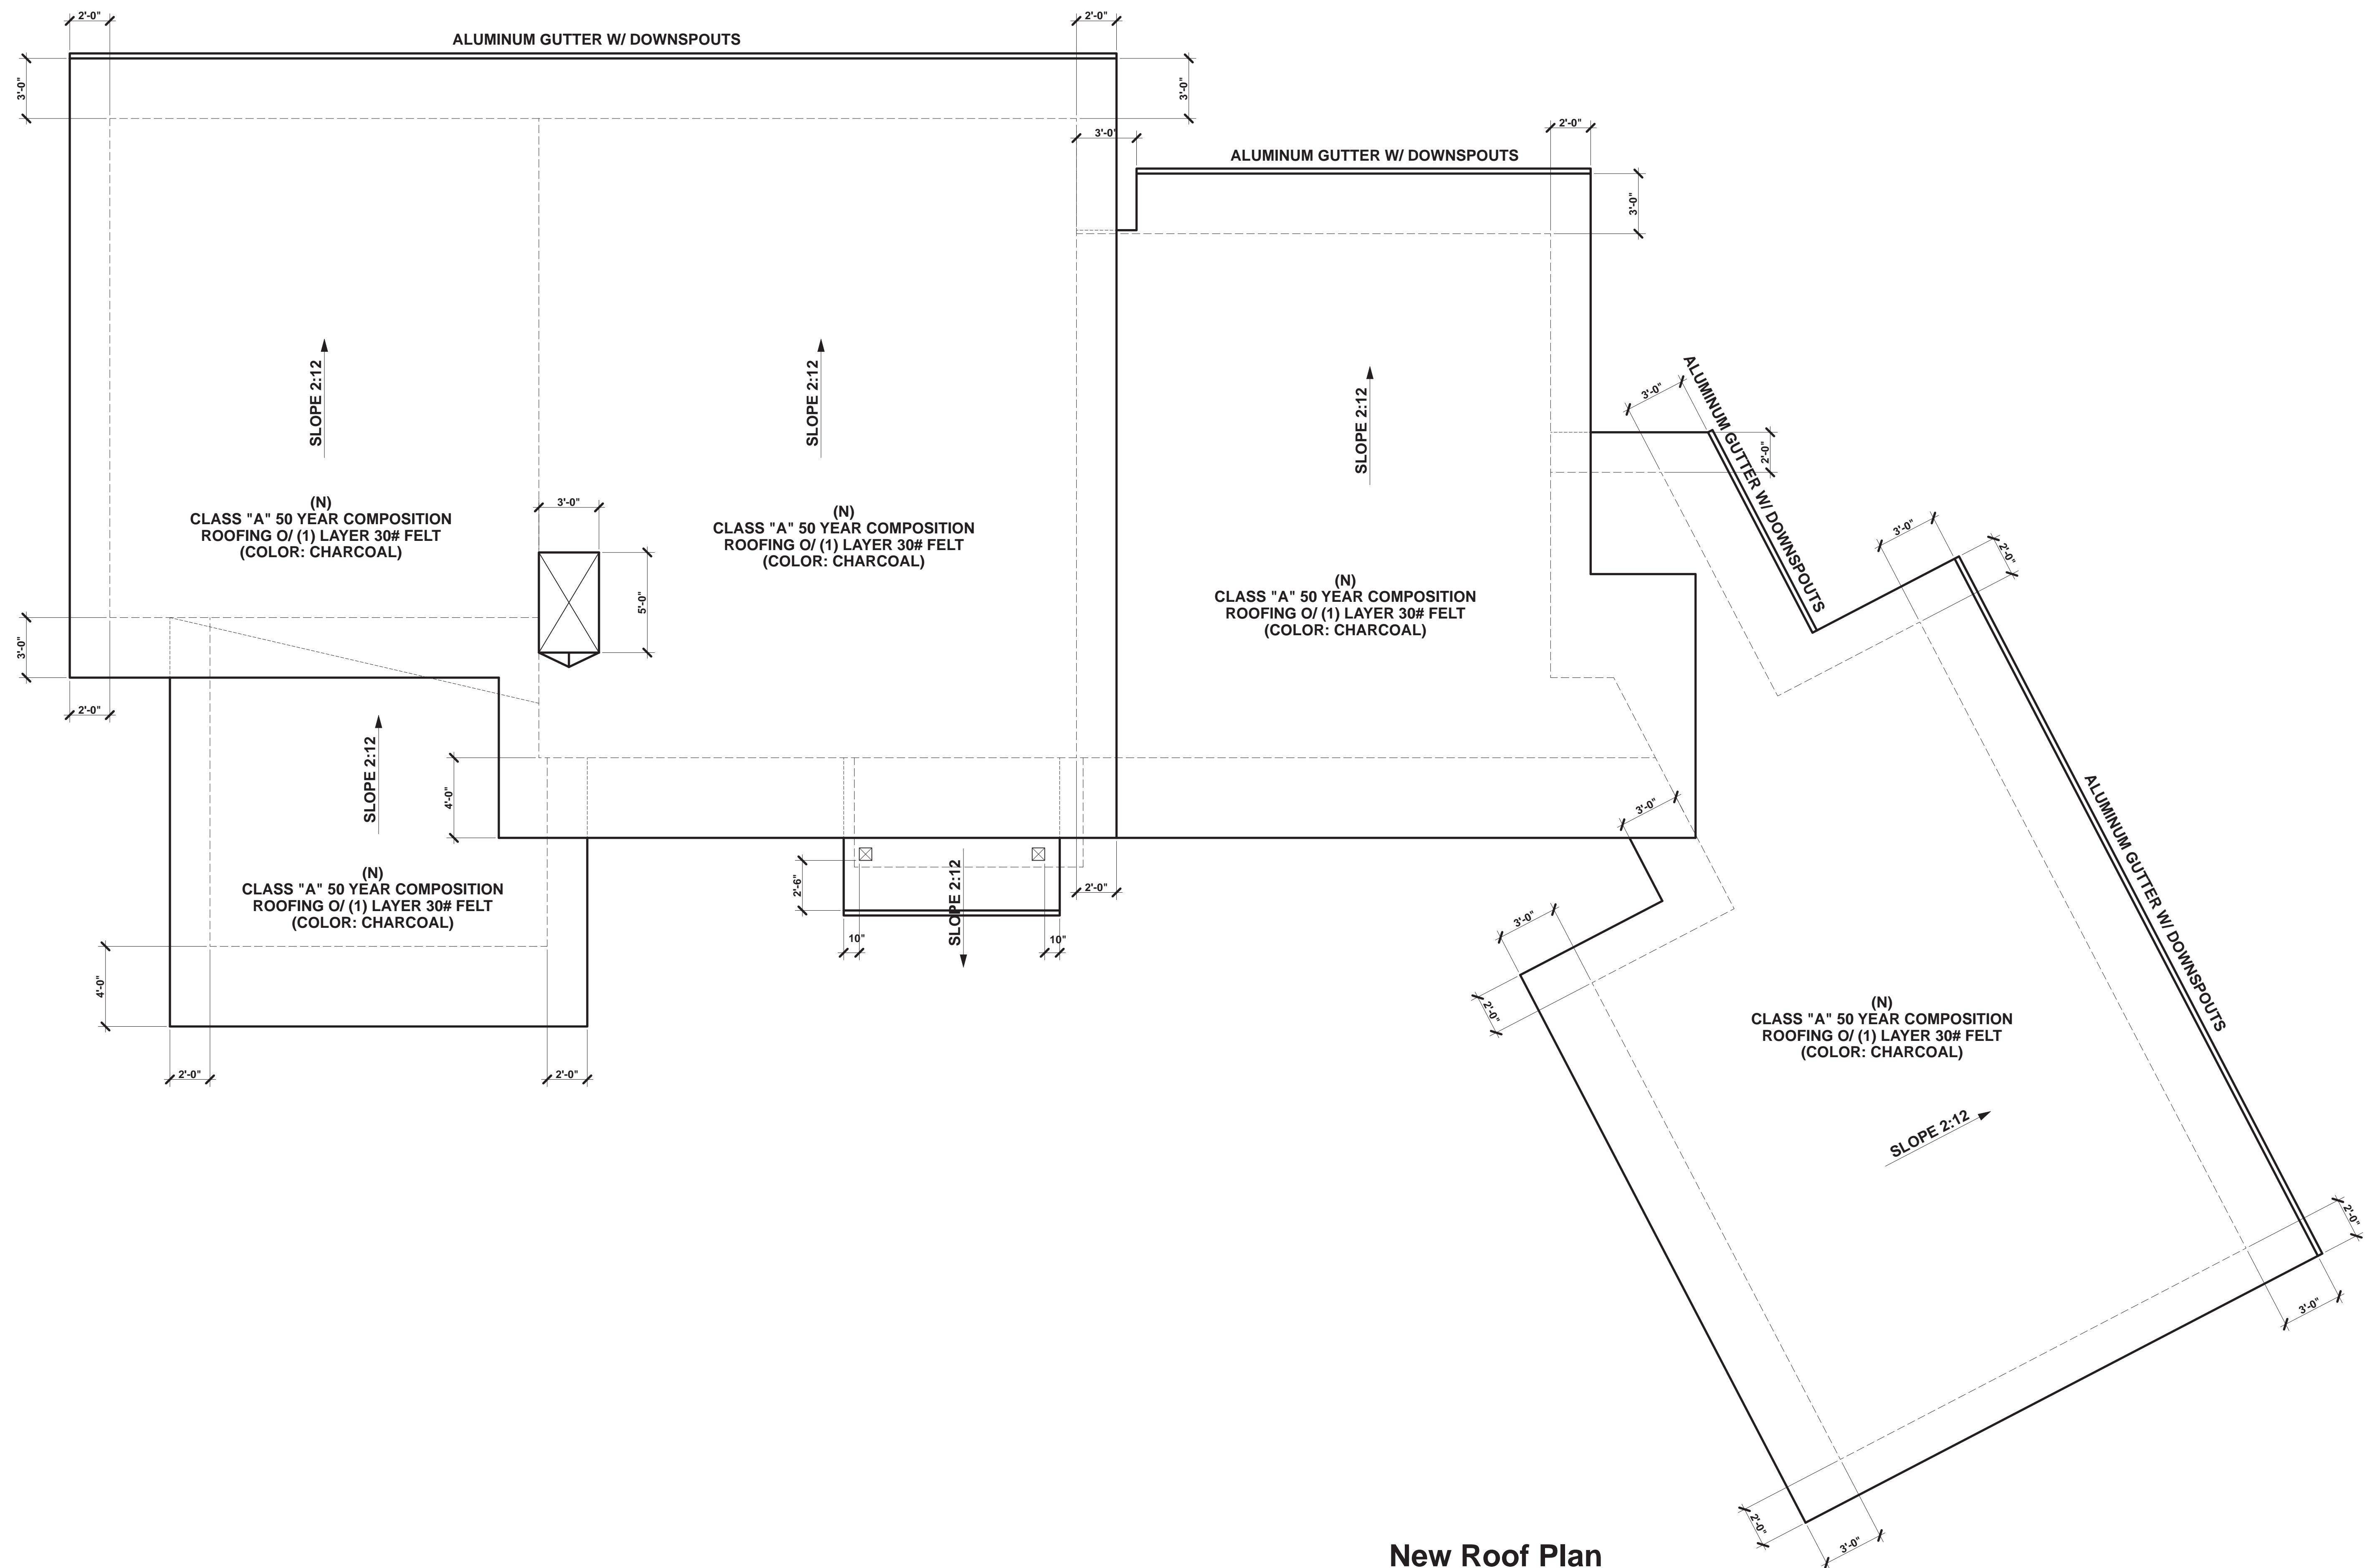 2'-0"
2'-0"
ALUMINUM GUTTER W/ DOWNSPOUTS
3'-0"
3'-0"
3'-0"
2'-0"
ALUMINUM GUTTER W/ DOWNSPOUTS
3'-0"
SLOPE 2:12
SLOPE 2:12
SLOPE 2:12
3'-0"
ALUMINUM GUTTER W/ DOWNSPOUTS
2'-0"
(N)
CLASS "A" 50 YEAR COMPOSITION
ROOFING O/ (1) LAYER 30# FELT
(COLOR: CHARCOAL)
3'-0"
5'-0"
(N)
CLASS "A" 50 YEAR COMPOSITION
ROOFING O/ (1) LAYER 30# FELT
(COLOR: CHARCOAL)
(N)
CLASS "A" 50 YEAR COMPOSITION
ROOFING O/ (1) LAYER 30# FELT
(COLOR: CHARCOAL)
3'-0"
2'-0"
3'-0"
2'-0"
SLOPE 2:12
4'-0"
3'-0"
ALUMINUM GUTTER W/ DOWNSPOUTS
(N)
CLASS "A" 50 YEAR COMPOSITION
ROOFING O/ (1) LAYER 30# FELT
(COLOR: CHARCOAL)
2'-6"
SLOPE 2:12
2'-0"
10"
10"
3'-0"
2'-0"
4'-0"
2'-0"
2'-0"
(N)
CLASS "A" 50 YEAR COMPOSITION
ROOFING O/ (1) LAYER 30# FELT
(COLOR: CHARCOAL)
SLOPE 2:12
2'-0"
3'-0"
2'-0"
3'-0"
New Roof Plan